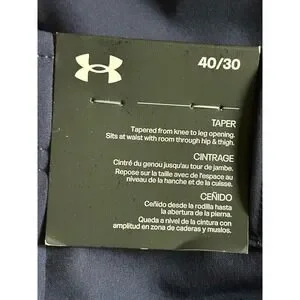 40/30
TAPER
Tapered from knee to leg opening.
Sits at waist with room through hip & thigh.
CINTRAGE
Cintré du genou jusqu'au tour de jambe.
Repose sur la taille avec de l'espace au
niveau de la hanche et de la cuisse.
CEÑIDO
Ceñido desde la rodilla hasta
la abertura de la pierna.
Queda a nivel de la cintura con
amplitud en zona de caderas y muslos.